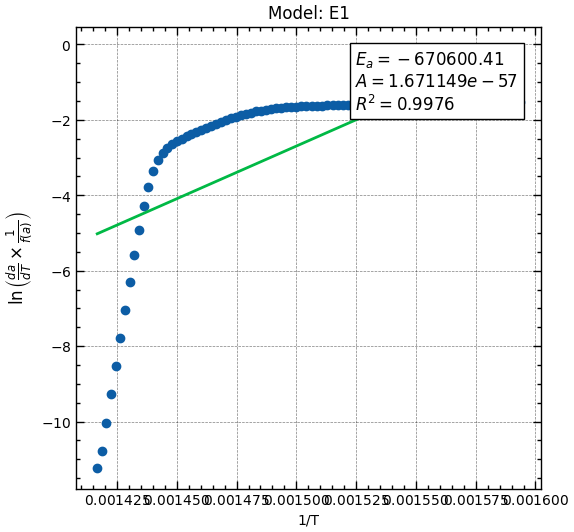 Model: E1
E_a = −670600.41
A = 1.671149e − 57
R^2 = 0.9976
ln(da/dT × 1/f(a))
0
−2
−4
−6
−8
−10
0.001425 0.001450 0.001475 0.001500 0.001525 0.001550 0.001575 0.001600
1/T